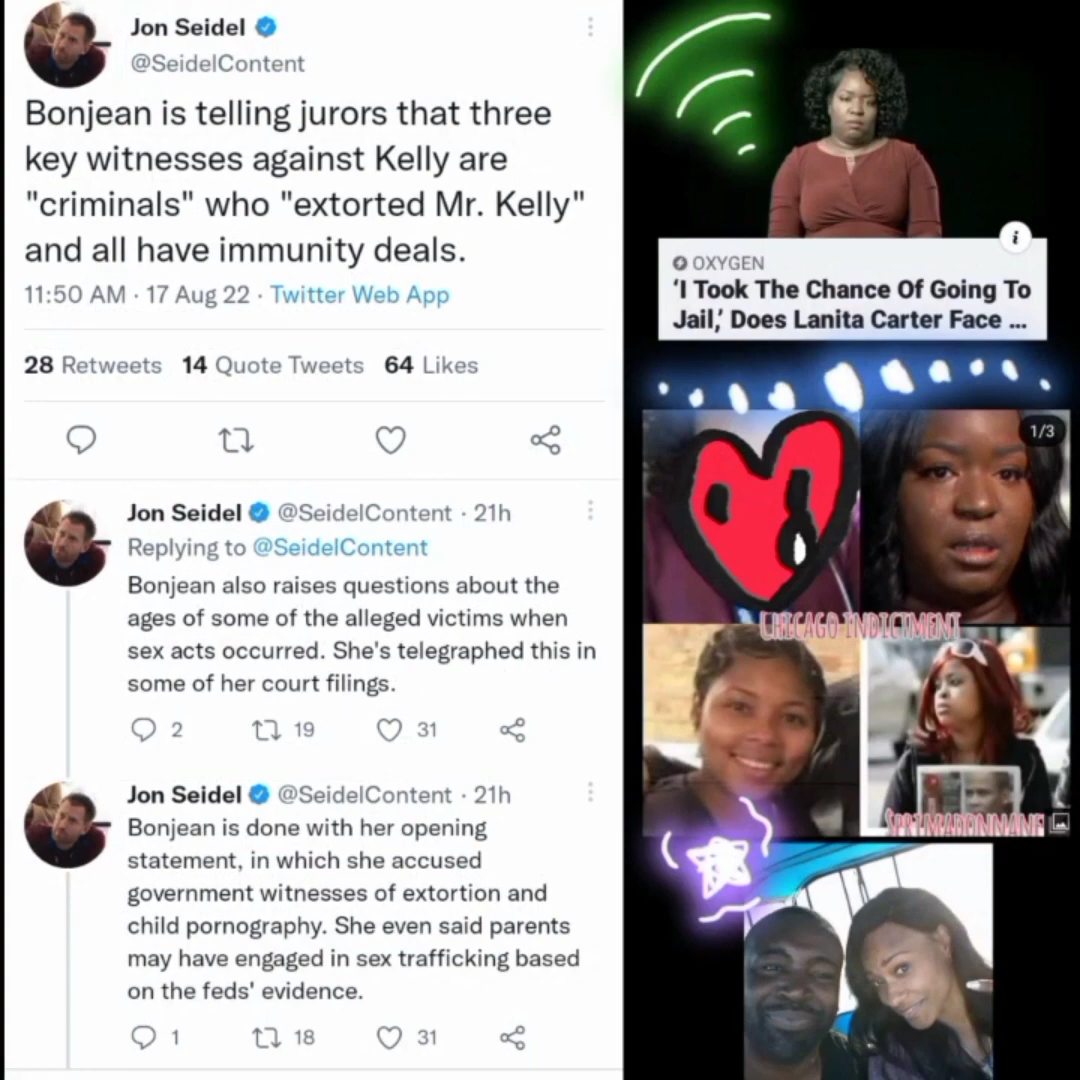 Jon Seidel
@SeidelContent
Bonjean is telling jurors that three
key witnesses against Kelly are
"criminals" who "extorted Mr. Kelly"
and all have immunity deals.
11:50 AM · 17 Aug 22 · Twitter Web App
28 Retweets 14 Quote Tweets 64 Likes
Jon Seidel @SeidelContent · 21h
Replying to @SeidelContent
Bonjean also raises questions about the
ages of some of the alleged victims when
sex acts occurred. She's telegraphed this in
some of her court filings.
2 19 31
Jon Seidel @SeidelContent · 21h
Bonjean is done with her opening
statement, in which she accused
government witnesses of extortion and
child pornography. She even said parents
may have engaged in sex trafficking based
on the feds' evidence.
1 18 31
i
OXYGEN
‘I Took The Chance Of Going To
Jail,’ Does Lanita Carter Face ...
1/3
CHICAGO INDICTMENT